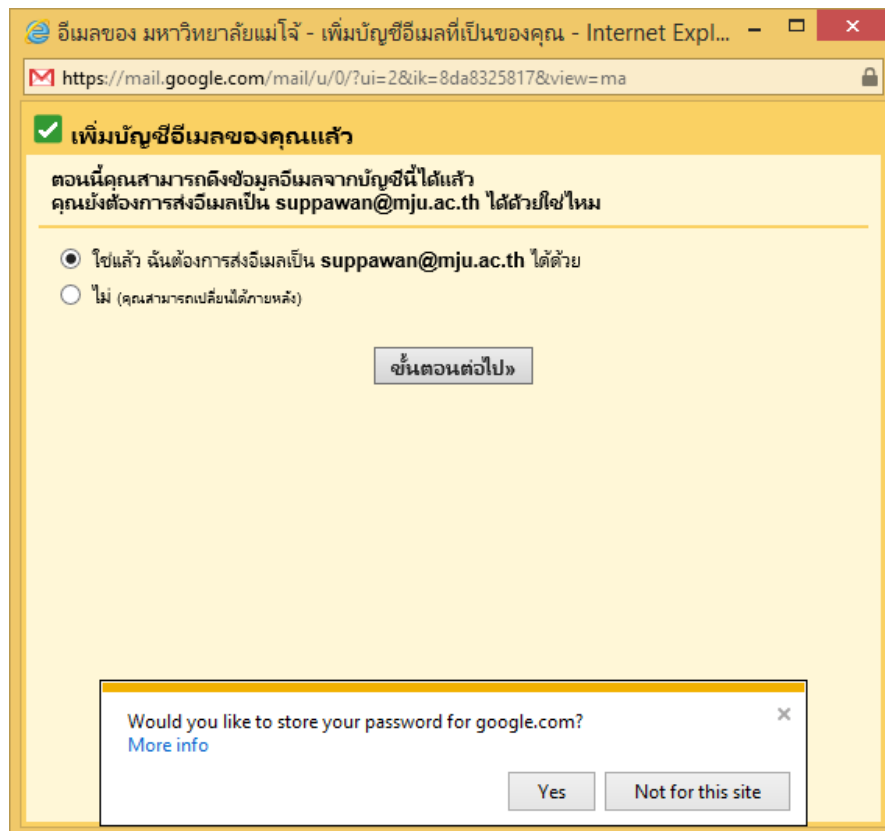 อีเมลของ มหาวิทยาลัยแม่โจ้ - เพิ่มบัญชีอีเมลที่เป็นของคุณ - Internet Expl...
https://mail.google.com/mail/u/0/?ui=2&ik=8da8325817&view=ma
เพิ่มบัญชีอีเมลของคุณแล้ว
ตอนนี้คุณสามารถดึงข้อมูลอีเมลจากบัญชีนี้ได้แล้ว
คุณยังต้องการส่งอีเมลเป็น suppawan@mju.ac.th ได้ด้วยใช่ไหม
ใช่แล้ว ฉันต้องการส่งอีเมลเป็น suppawan@mju.ac.th ได้ด้วย
ไม่ (คุณสามารถเปลี่ยนได้ภายหลัง)
ขั้นตอนต่อไป»
Would you like to store your password for google.com?
More info
Yes
Not for this site